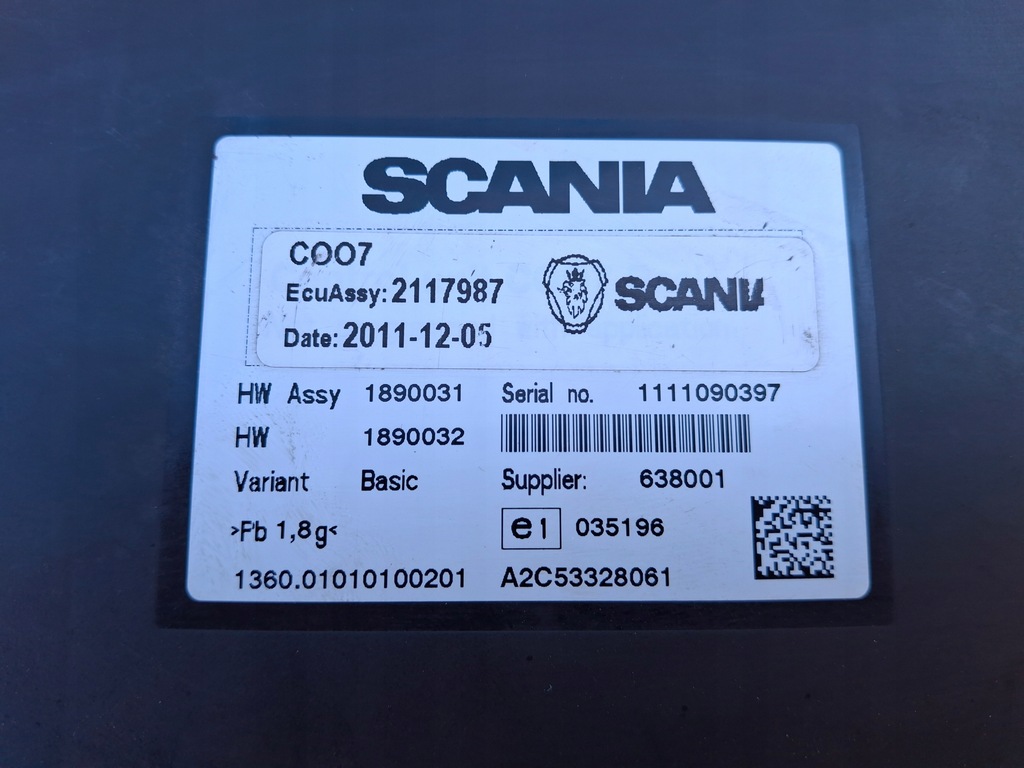 SCANIA
COO7
EcuAssy: 2117987
SCANIA
Date: 2011-12-05
HW Assy 1890031 Serial no. 1111090397
HW 1890032
Variant Basic Supplier: 638001
>Pb 1,8g< e1 035196
1360.01010100201 A2C53328061